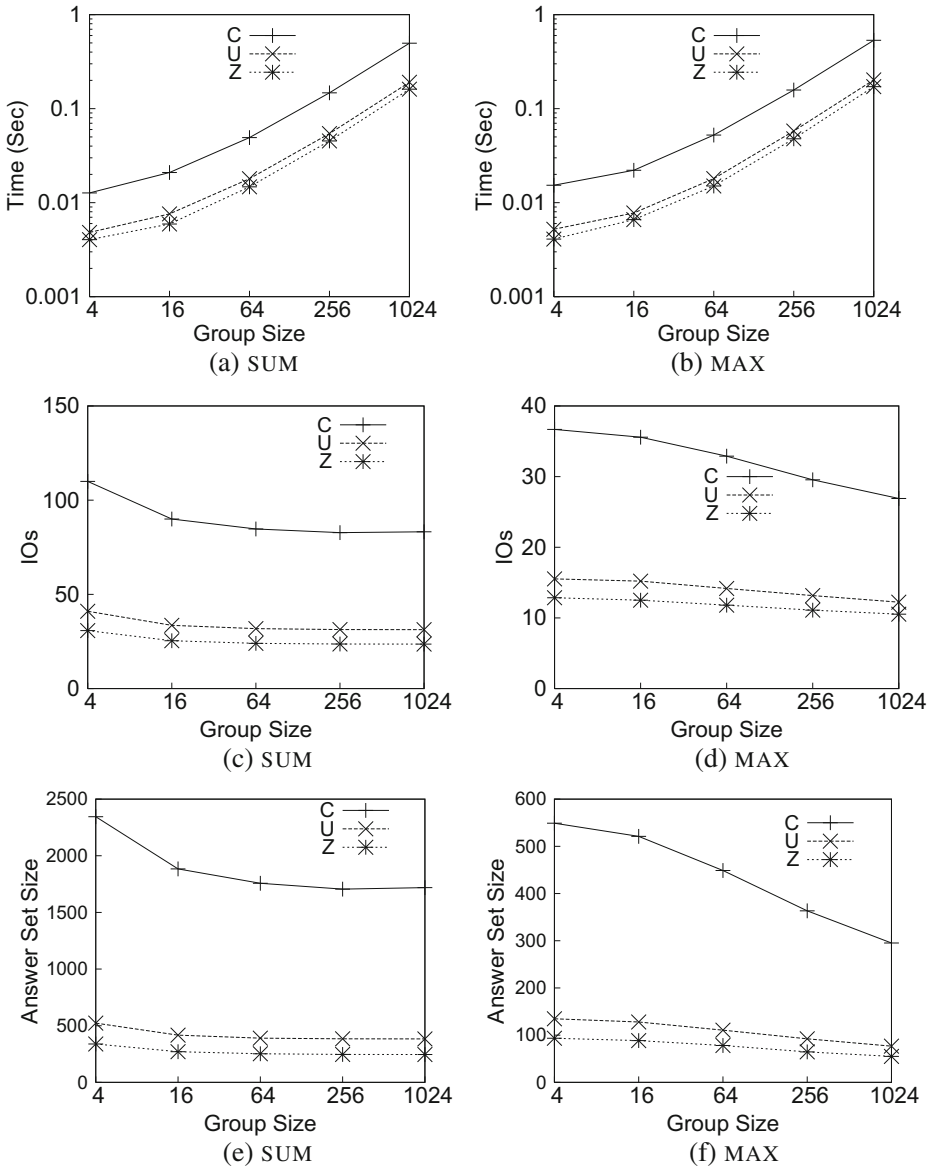 1
0.1
0.01
0.001
Time (Sec)
C
U
Z
4 16 64 256 1024
Group Size
(a) SUM
1
0.1
0.01
0.001
Time (Sec)
C
U
Z
4 16 64 256 1024
Group Size
(b) MAX
150
100
50
0
IOs
C
U
Z
4 16 64 256 1024
Group Size
(c) SUM
40
30
20
10
0
IOs
C
U
Z
4 16 64 256 1024
Group Size
(d) MAX
2500
2000
1500
1000
500
0
Answer Set Size
C
U
Z
4 16 64 256 1024
Group Size
(e) SUM
600
500
400
300
200
100
0
Answer Set Size
C
U
Z
4 16 64 256 1024
Group Size
(f) MAX